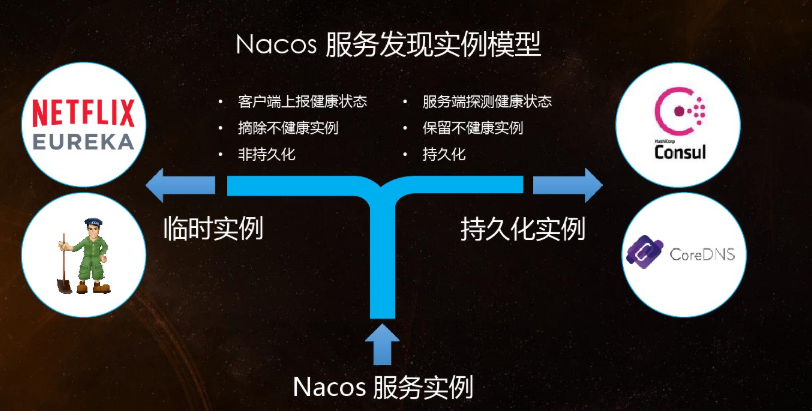 Nacos 服务发现实例模型
NETFLIX
EUREKA
• 客户端上报健康状态
• 摘除不健康实例
• 非持久化
• 服务端探测健康状态
• 保留不健康实例
• 持久化
HashiCorp
Consul
临时实例
持久化实例
CoreDNS
Nacos 服务实例